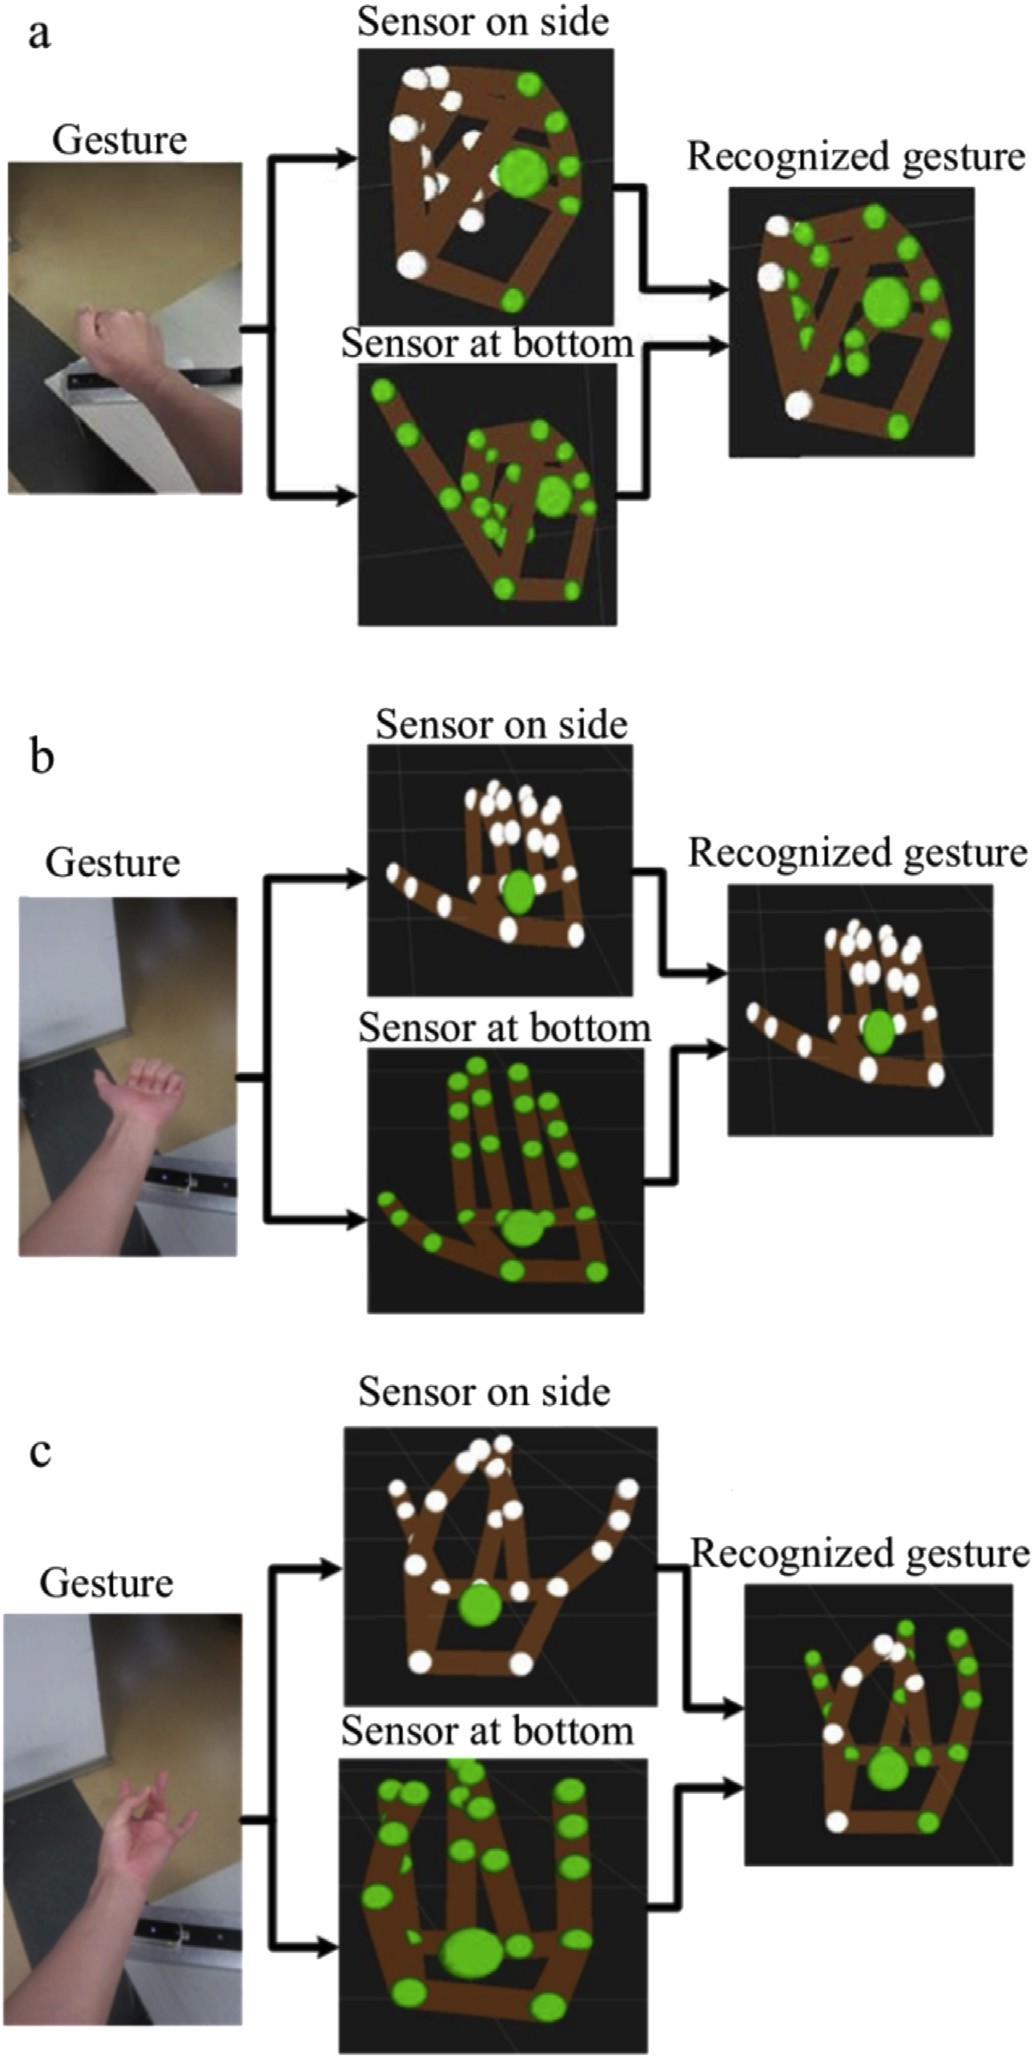 a
Sensor on side
Gesture
Recognized gesture
Sensor at bottom
b
Sensor on side
Gesture
Recognized gesture
Sensor at bottom
c
Sensor on side
Gesture
Recognized gesture
Sensor at bottom